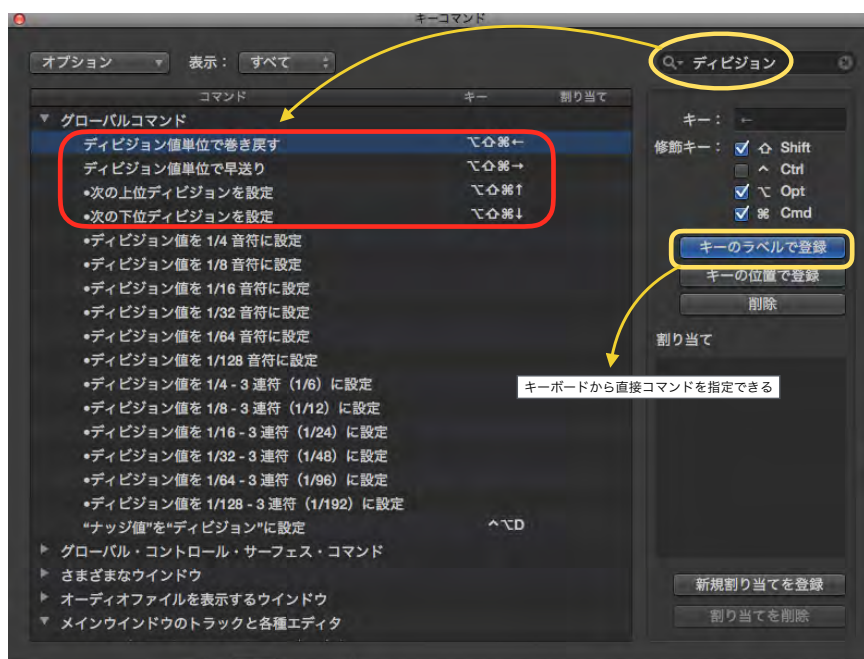 キーコマンド
オプション
表示： すべて
ディビジョン
コマンド キー 割り当て
グローバルコマンド
ディビジョン値単位で巻き戻す ⌥⇧⌘←
ディビジョン値単位で早送り ⌥⇧⌘→
•次の上位ディビジョンを設定 ⌥⇧⌘↑
•次の下位ディビジョンを設定 ⌥⇧⌘↓
•ディビジョン値を 1/4 音符に設定
•ディビジョン値を 1/8 音符に設定
•ディビジョン値を 1/16 音符に設定
•ディビジョン値を 1/32 音符に設定
•ディビジョン値を 1/64 音符に設定
•ディビジョン値を 1/128 音符に設定
•ディビジョン値を 1/4 - 3 連符（1/6）に設定
•ディビジョン値を 1/8 - 3 連符（1/12）に設定
•ディビジョン値を 1/16 - 3 連符（1/24）に設定
•ディビジョン値を 1/32 - 3 連符（1/48）に設定
•ディビジョン値を 1/64 - 3 連符（1/96）に設定
•ディビジョン値を 1/128 - 3 連符（1/192）に設定
“ナッジ値”を“ディビジョン”に設定 ^⌥D
グローバル・コントロール・サーフェス・コマンド
さまざまなウインドウ
オーディオファイルを表示するウインドウ
メインウインドウのトラックと各種エディタ
キー： ←
修飾キー： ⇧ Shift
^ Ctrl
⌥ Opt
⌘ Cmd
キーのラベルで登録
キーの位置で登録
削除
割り当て
キーボードから直接コマンドを指定できる
新規割り当てを登録
割り当てを削除